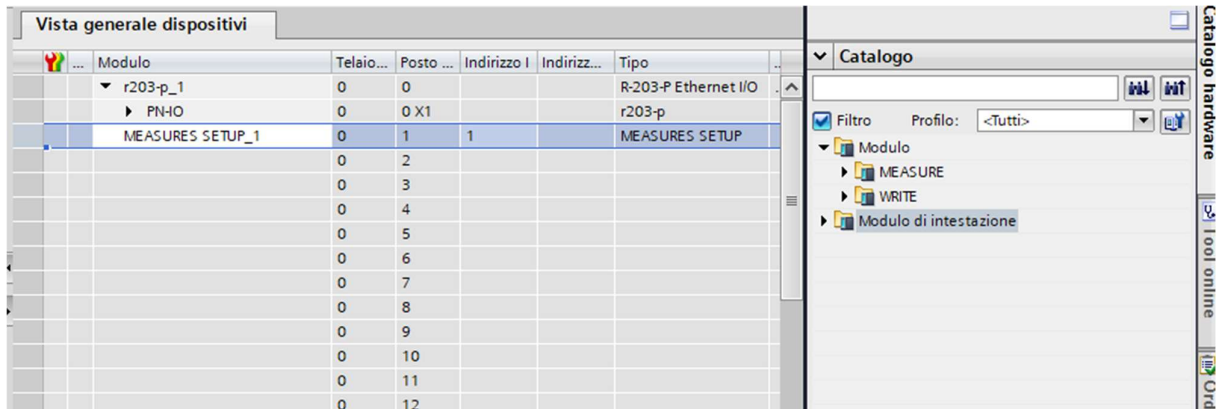 Vista generale dispositivi
... Modulo Telaio... Posto ... Indirizzo I Indirizz... Tipo ..
r203-p_1 0 0 R-203-P Ethernet I/O .
PN-IO 0 0 X1 r203-p
MEASURES SETUP_1 0 1 1 MEASURES SETUP
0 2
0 3
0 4
0 5
0 6
0 7
0 8
0 9
0 10
0 11
0 12
Catalogo
Filtro Profilo: <Tutti>
Modulo
MEASURE
WRITE
Modulo di intestazione
Catalogo hardware
Tool online
Ord